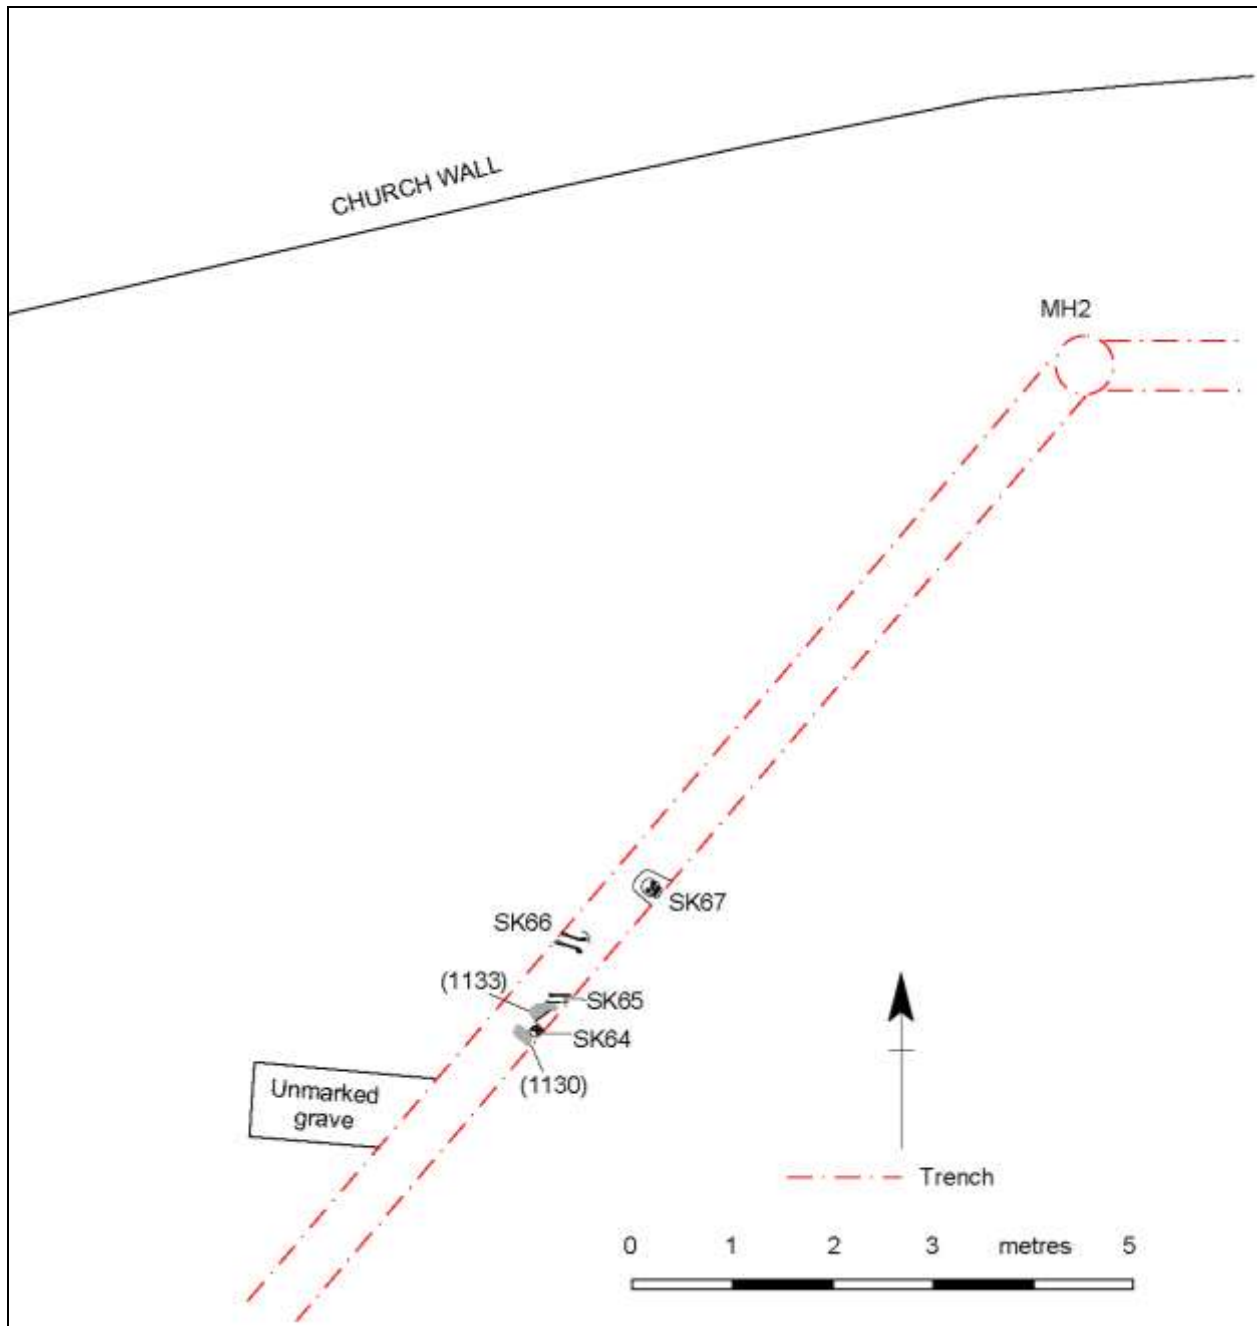 CHURCH WALL
MH2
SK67
SK66
(1133)
SK65
SK64
(1130)
Unmarked
grave
Trench
0 1 2 3 metres 5